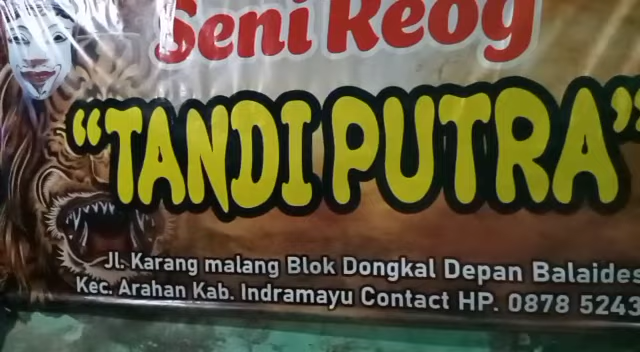 Seni Reog
"TANDI PUTRA"
Jl. Karang malang Blok Dongkal Depan Balaides
Kec. Arahan Kab. Indramayu Contact HP. 0878 5243